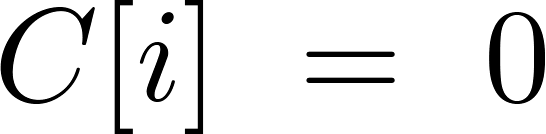 C[i] = 0